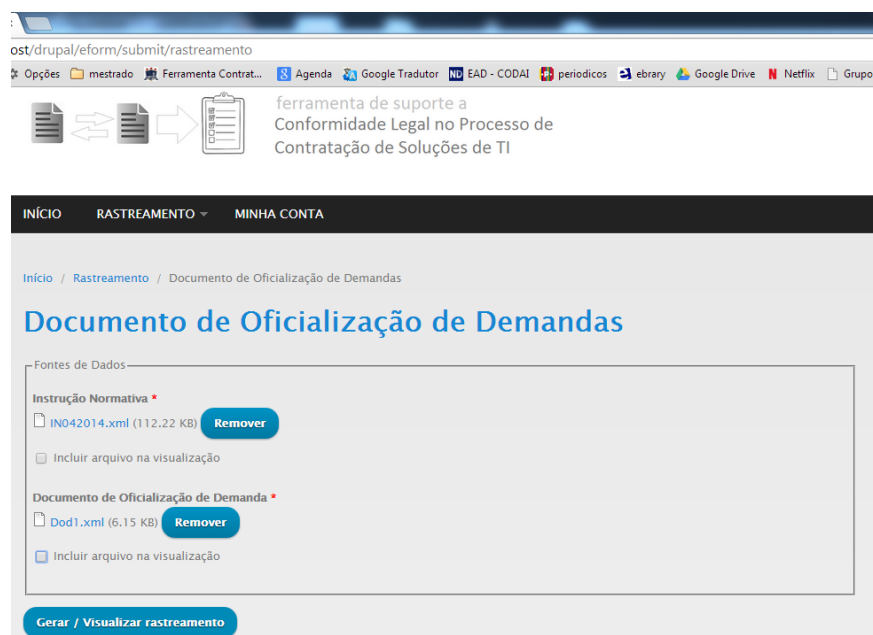 ost/drupal/eform/submit/rastreamento
Opções mestrado Ferramenta Contrat... Agenda Google Tradutor ND EAD - CODAI periodicos ebrary Google Drive Netflix Grupo
ferramenta de suporte a
Conformidade Legal no Processo de
Contratação de Soluções de TI
INÍCIO RASTREAMENTO MINHA CONTA
Início / Rastreamento / Documento de Oficialização de Demandas
Documento de Oficialização de Demandas
Fontes de Dados
Instrução Normativa *
IN042014.xml (112.22 KB) Remover
Incluir arquivo na visualização
Documento de Oficialização de Demanda *
Dod1.xml (6.15 KB) Remover
Incluir arquivo na visualização
Gerar / Visualizar rastreamento